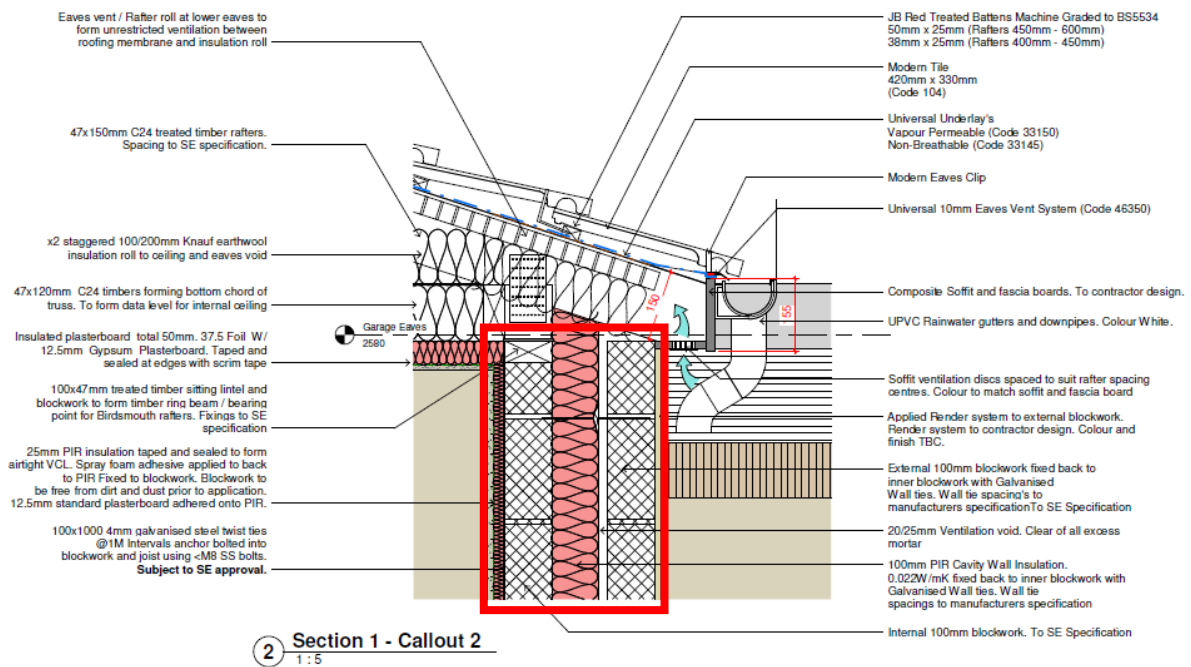 Eaves vent / Rafter roll at lower eaves to
form unrestricted ventilation between
roofing membrane and insulation roll
47x150mm C24 treated timber rafters.
Spacing to SE specification.
x2 staggered 100/200mm Knauf earthwool
insulation roll to ceiling and eaves void
47x120mm C24 timbers forming bottom chord of
truss. To form data level for internal ceiling
Insulated plasterboard total 50mm. 37.5 Foil W/
12.5mm Gypsum Plasterboard. Taped and
sealed at edges with scrim tape
100x47mm treated timber sitting lintel and
blockwork to form timber ring beam / bearing
point for Birdsmouth rafters. Fixings to SE
specification
25mm PIR insulation taped and sealed to form
airtight VCL. Spray foam adhesive applied to back
to PIR Fixed to blockwork. Blockwork to
be free from dirt and dust prior to application.
12.5mm standard plasterboard adhered onto PIR.
100x1000 4mm galvanised steel twist ties
@1M Intervals anchor bolted into
blockwork and joist using <M8 SS bolts.
Subject to SE approval.
Garage Eaves
2580
150
JB Red Treated Battens Machine Graded to BS5534
50mm x 25mm (Rafters 450mm - 600mm)
38mm x 25mm (Rafters 400mm - 450mm)
Modern Tile
420mm x 330mm
(Code 104)
Universal Underlay's
Vapour Permeable (Code 33150)
Non-Breathable (Code 33145)
Modern Eaves Clip
Universal 10mm Eaves Vent System (Code 46350)
Composite Soffit and fascia boards. To contractor design.
UPVC Rainwater gutters and downpipes. Colour White.
Soffit ventilation discs spaced to suit rafter spacing
centres. Colour to match soffit and fascia board
Applied Render system to external blockwork.
Render system to contractor design. Colour and
finish TBC.
External 100mm blockwork fixed back to
inner blockwork with Galvanised
Wall ties. Wall tie spacing's to
manufacturers specificationTo SE Specification
20/25mm Ventilation void. Clear of all excess
mortar
100mm PIR Cavity Wall Insulation.
0.022W/mK fixed back to inner blockwork with
Galvanised Wall ties. Wall tie
spacings to manufacturers specification
Internal 100mm blockwork. To SE Specification
2
Section 1 - Callout 2
1 : 5